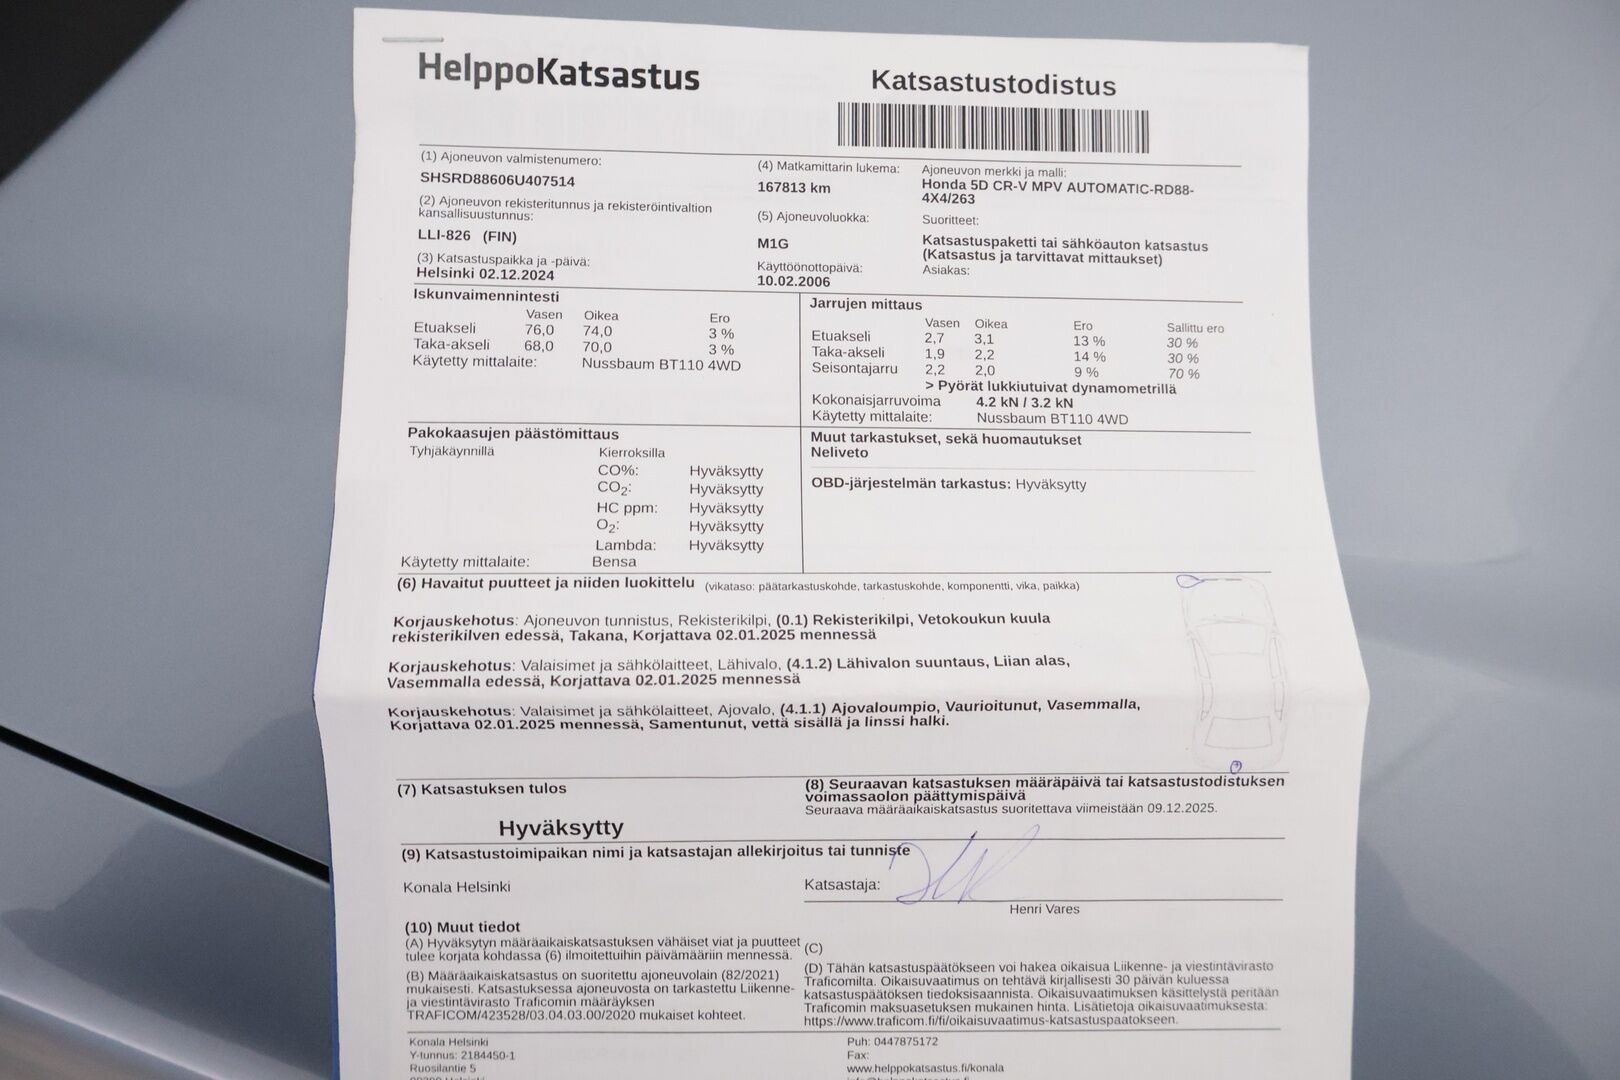 HelppoKatsastus
Katsastustodistus
(1) Ajoneuvon valmistenumero:
SHSRD88606U407514
(4) Matkamittarin lukema:
167813 km
Ajoneuvon merkki ja malli:
Honda 5D CR-V MPV AUTOMATIC-RD88-
4X4/263
(2) Ajoneuvon rekisteritunnus ja rekisteröintivaltion
kansallisuustunnus:
LLI-826 (FIN)
(5) Ajoneuvoluokka:
M1G
Suoritteet:
Katsastuspaketti tai sähköauton katsastus
(Katsastus ja tarvittavat mittaukset)
(3) Katsastuspaikka ja -päivä:
Helsinki 02.12.2024
Käyttöönottopäivä:
10.02.2006
Asiakas:
Iskunvaimennintesti
Vasen Oikea Ero
Etuakseli 76,0 74,0 3 %
Taka-akseli 68,0 70,0 3 %
Käytetty mittalaite: Nussbaum BT110 4WD
Jarrujen mittaus
Vasen Oikea Ero Sallittu ero
Etuakseli 2,7 3,1 13 % 30 %
Taka-akseli 1,9 2,2 14 % 30 %
Seisontajarru 2,2 2,0 9 % 70 %
> Pyörät lukkiutuivat dynamometrillä
Kokonaisjarruvoima 4.2 kN / 3.2 kN
Käytetty mittalaite: Nussbaum BT110 4WD
Pakokaasujen päästömittaus
Tyhjäkäynnillä Kierroksilla
CO%: Hyväksytty
CO2: Hyväksytty
HC ppm: Hyväksytty
O2: Hyväksytty
Lambda: Hyväksytty
Käytetty mittalaite: Bensa
Muut tarkastukset, sekä huomautukset
Neliveto
OBD-järjestelmän tarkastus: Hyväksytty
(6) Havaitut puutteet ja niiden luokittelu (vikataso: päätarkastuskohde, tarkastuskohde, komponentti, vika, paikka)
Korjauskehotus: Ajoneuvon tunnistus, Rekisterikilpi, (0.1) Rekisterikilpi, Vetokoukun kuula
rekisterikilven edessä, Takana, Korjattava 02.01.2025 mennessä
Korjauskehotus: Valaisimet ja sähkölaitteet, Lähivalo, (4.1.2) Lähivalon suuntaus, Liian alas,
Vasemmalla edessä, Korjattava 02.01.2025 mennessä
Korjauskehotus: Valaisimet ja sähkölaitteet, Ajovalo, (4.1.1) Ajovaloumpio, Vaurioitunut, Vasemmalla,
Korjattava 02.01.2025 mennessä, Samentunut, vettä sisällä ja linssi halki.
(7) Katsastuksen tulos
Hyväksytty
(8) Seuraavan katsastuksen määräpäivä tai katsastustodistuksen
voimassaolon päättymispäivä
Seuraava määräaikaiskatsastus suoritettava viimeistään 09.12.2025.
(9) Katsastustoimipaikan nimi ja katsastajan allekirjoitus tai tunniste
Konala Helsinki
Katsastaja:
Henri Vares
(10) Muut tiedot
(A) Hyväksytyn määräaikaiskatsastuksen vähäiset viat ja puutteet
tulee korjata kohdassa (6) ilmoitettuihin päivämääriin mennessä.
(B) Määräaikaiskatsastus on suoritettu ajoneuvolain (82/2021)
mukaisesti. Katsastuksessa ajoneuvosta on tarkastettu Liikenne-
ja viestintävirasto Traficomin määräyksen
TRAFICOM/423528/03.04.03.00/2020 mukaiset kohteet.
(C)
(D) Tähän katsastuspäätökseen voi hakea oikaisua Liikenne- ja viestintävirasto
Traficomilta. Oikaisuvaatimus on tehtävä kirjallisesti 30 päivän kuluessa
katsastuspäätöksen tiedoksisaannista. Oikaisuvaatimuksen käsittelystä peritään
Traficomin maksuasetuksen mukainen hinta. Lisätietoja oikaisuvaatimuksesta:
https://www.traficom.fi/fi/oikaisuvaatimus-katsastuspaatokseen.
Konala Helsinki
Y-tunnus: 2184450-1
Ruosilantie 5
Puh: 0447875172
Fax:
www.helppokatsastus.fi/konala